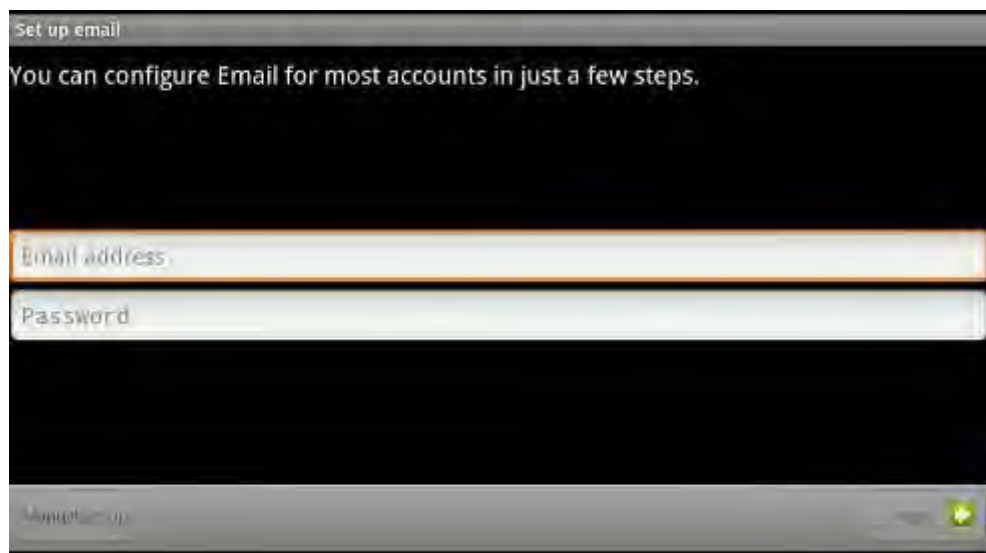 Set up email
You can configure Email for most accounts in just a few steps.
Email address
Password